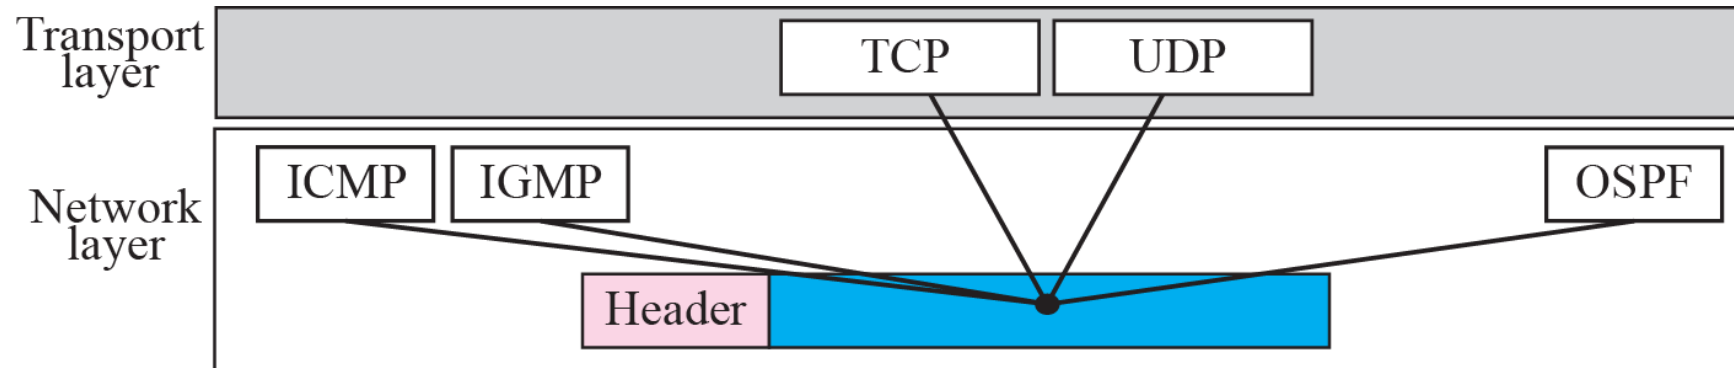 Transport
layer
TCP
UDP
Network
layer
ICMP
IGMP
OSPF
Header